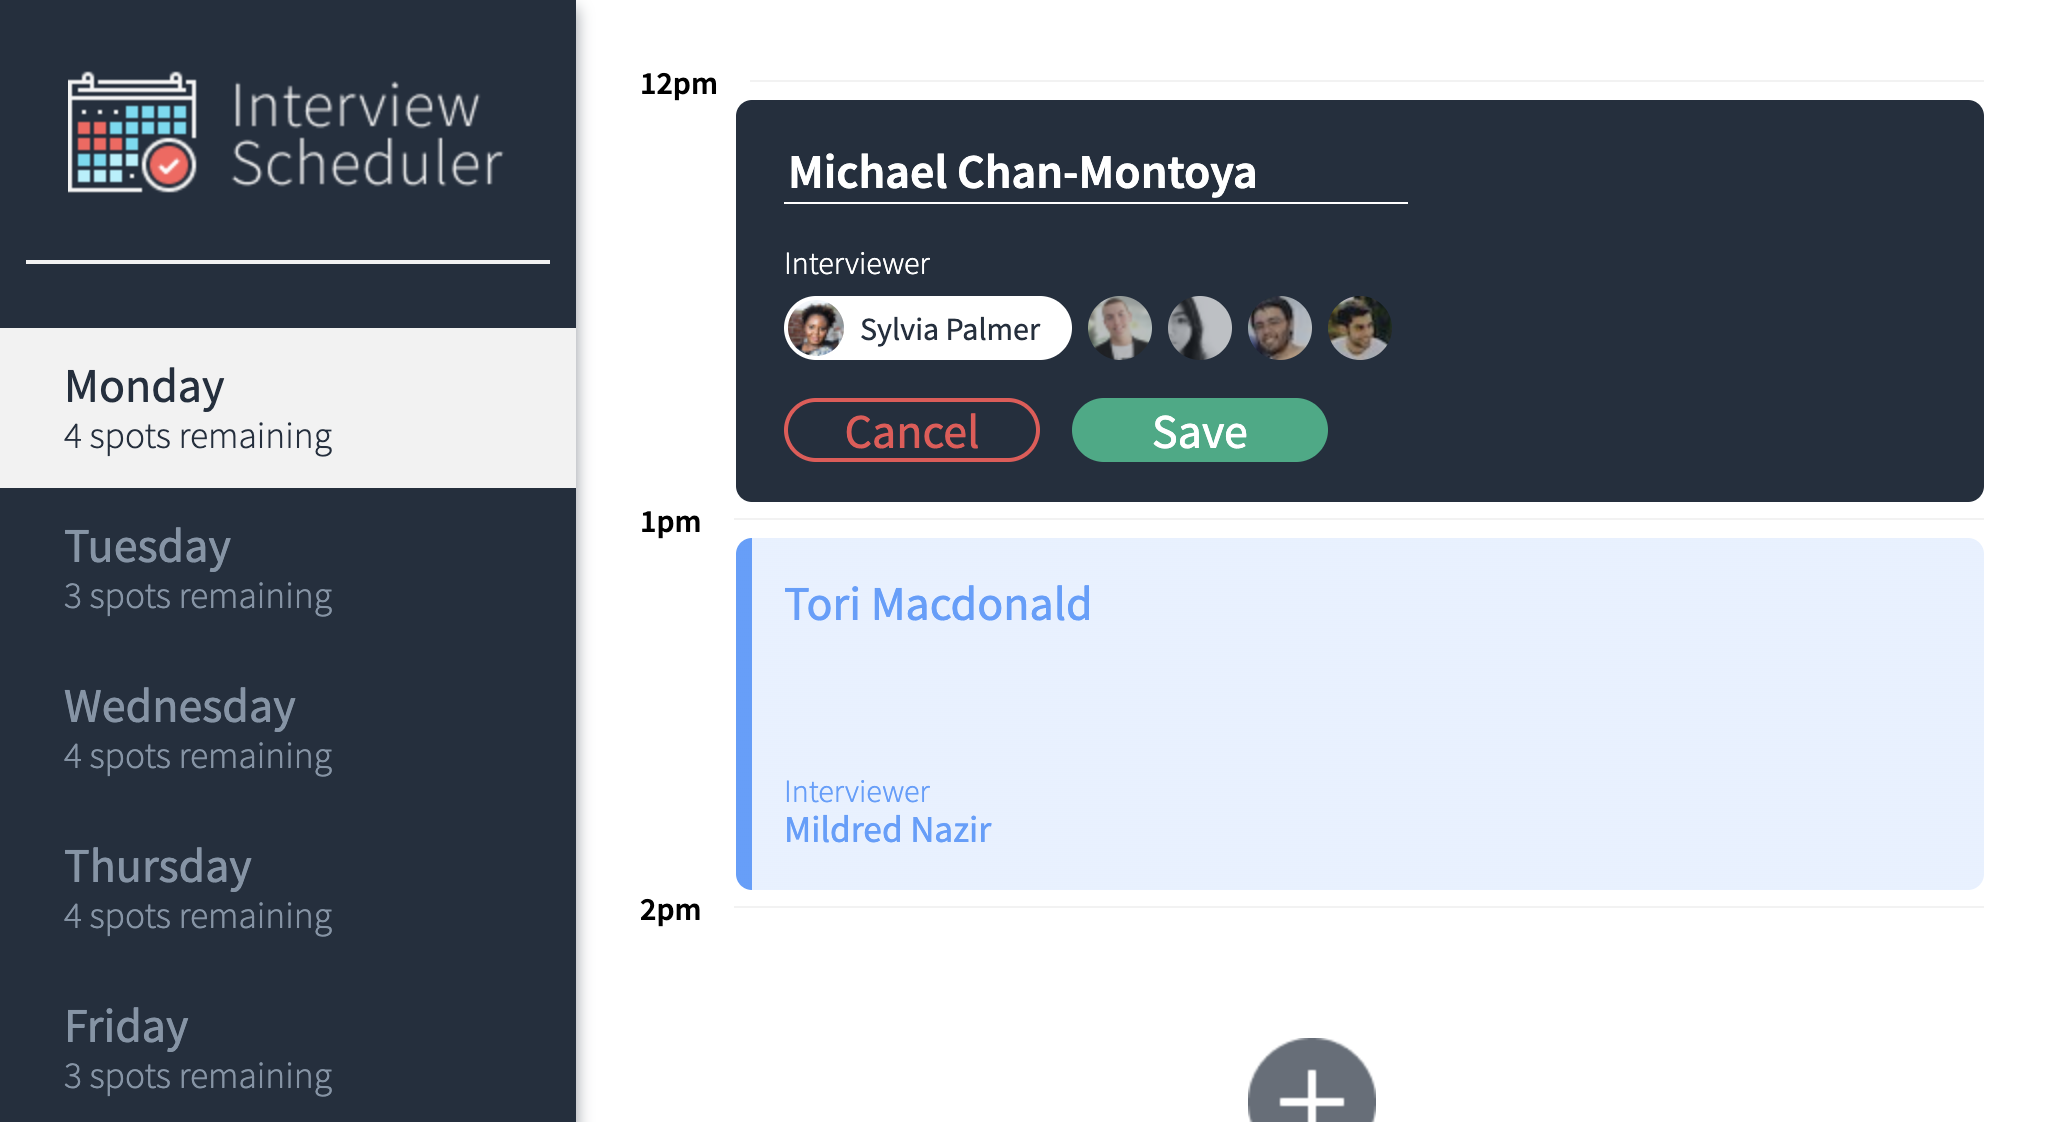 Interview
Scheduler
Monday
4 spots remaining
Tuesday
3 spots remaining
Wednesday
4 spots remaining
Thursday
4 spots remaining
Friday
3 spots remaining
12pm
Michael Chan-Montoya
Interviewer
Sylvia Palmer
Cancel
Save
1pm
Tori Macdonald
Interviewer
Mildred Nazir
2pm